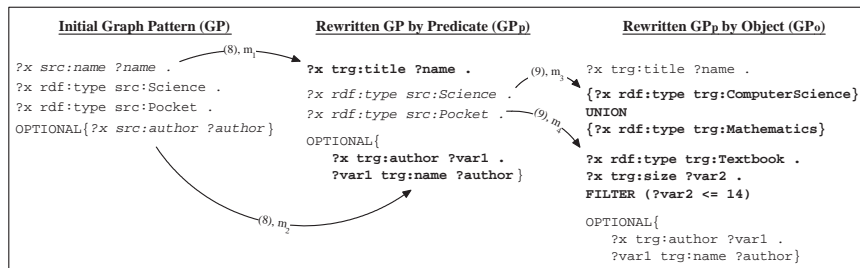 Initial Graph Pattern (GP)
?x src:name ?name .
?x rdf:type src:Science .
?x rdf:type src:Pocket .
OPTIONAL{?x src:author ?author}
(8), m1
(8), m2
Rewritten GP by Predicate (GPp)
?x trg:title ?name .
?x rdf:type src:Science .
?x rdf:type src:Pocket .
OPTIONAL{
?x trg:author ?var1 .
?var1 trg:name ?author}
(9), m3
(9), m4
Rewritten GPp by Object (GPo)
?x trg:title ?name .
{?x rdf:type trg:ComputerScience}
UNION
{?x rdf:type trg:Mathematics}
?x rdf:type trg:Textbook .
?x trg:size ?var2 .
FILTER (?var2 <= 14)
OPTIONAL{
?x trg:author ?var1 .
?var1 trg:name ?author}